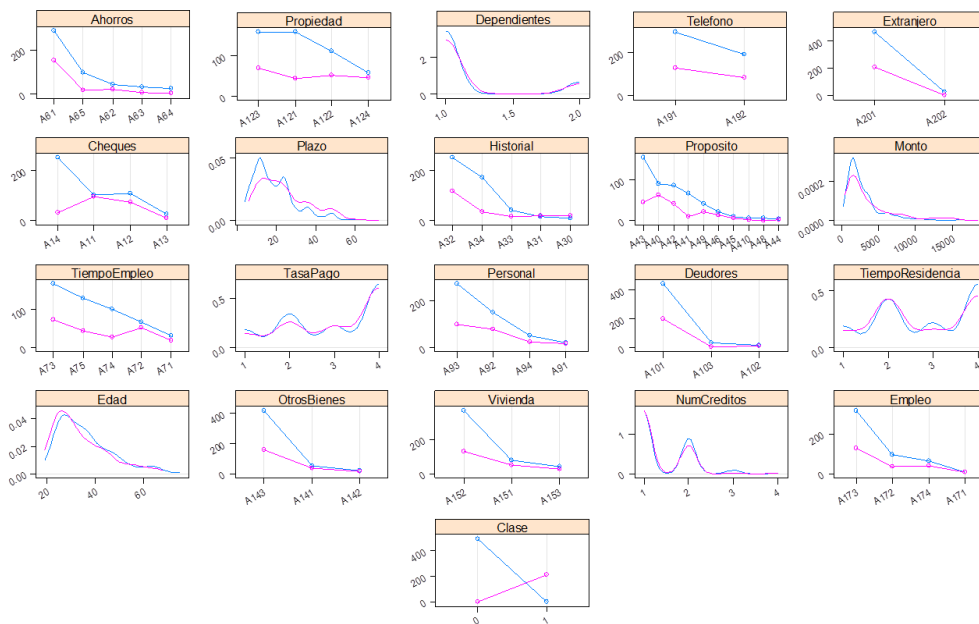 Ahorros
200
0
A61
A65
A62
A63
A64
Propiedad
100
0
A123
A121
A122
A124
Dependientes
2
0
1.0
1.5
2.0
Telefono
200
0
A191
A192
Extranjero
400
200
0
A201
A202
Cheques
200
0
A14
A11
A12
A13
Plazo
0.05
0.00
20
40
60
Historial
200
0
A32
A34
A33
A31
A30
Proposito
100
0
A43
A40
A42
A41
A49
A46
A45
A410
A48
A44
Monto
0.0002
0.0000
0
5000
10000
15000
TiempoEmpleo
100
0
A73
A75
A74
A72
A71
TasaPago
0.5
0.0
1
2
3
4
Personal
200
0
A93
A92
A94
A91
Deudores
400
200
0
A101
A103
A102
TiempoResidencia
0.5
0.0
1
2
3
4
Edad
0.04
0.02
0.00
20
40
60
OtrosBienes
400
200
0
A143
A141
A142
Vivienda
200
0
A152
A151
A153
NumCreditos
1
0
1
2
3
4
Empleo
200
0
A173
A172
A174
A171
Clase
400
200
0
0
1